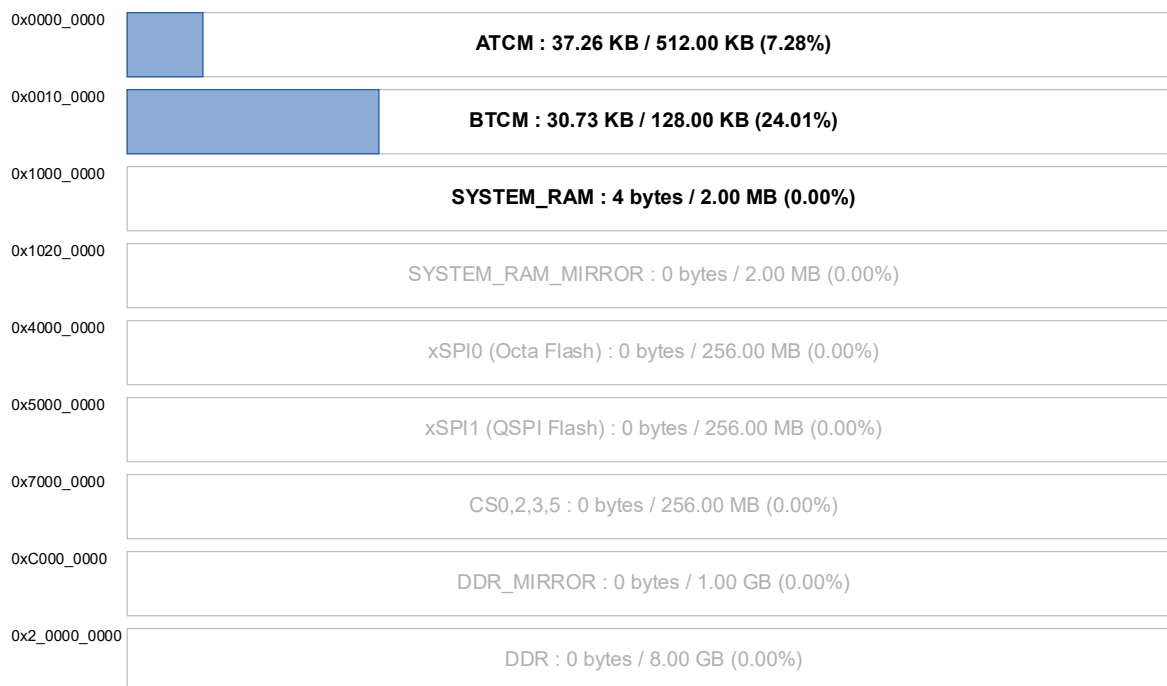 0x0000_0000
ATCM : 37.26 KB / 512.00 KB (7.28%)
0x0010_0000
BTCM : 30.73 KB / 128.00 KB (24.01%)
0x1000_0000
SYSTEM_RAM : 4 bytes / 2.00 MB (0.00%)
0x1020_0000
SYSTEM_RAM_MIRROR : 0 bytes / 2.00 MB (0.00%)
0x4000_0000
xSPI0 (Octa Flash) : 0 bytes / 256.00 MB (0.00%)
0x5000_0000
xSPI1 (QSPI Flash) : 0 bytes / 256.00 MB (0.00%)
0x7000_0000
CS0,2,3,5 : 0 bytes / 256.00 MB (0.00%)
0xC000_0000
DDR_MIRROR : 0 bytes / 1.00 GB (0.00%)
0x2_0000_0000
DDR : 0 bytes / 8.00 GB (0.00%)